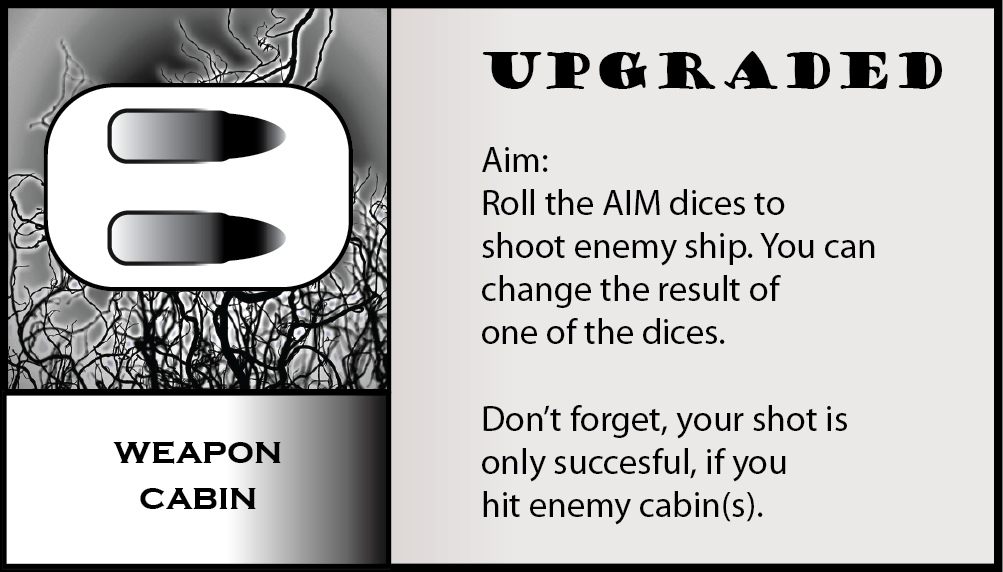 UPGRADED
Aim:
Roll the AIM dices to
shoot enemy ship. You can
change the result of
one of the dices.
Don't forget, your shot is
only succesful, if you
hit enemy cabin(s).
WEAPON
CABIN